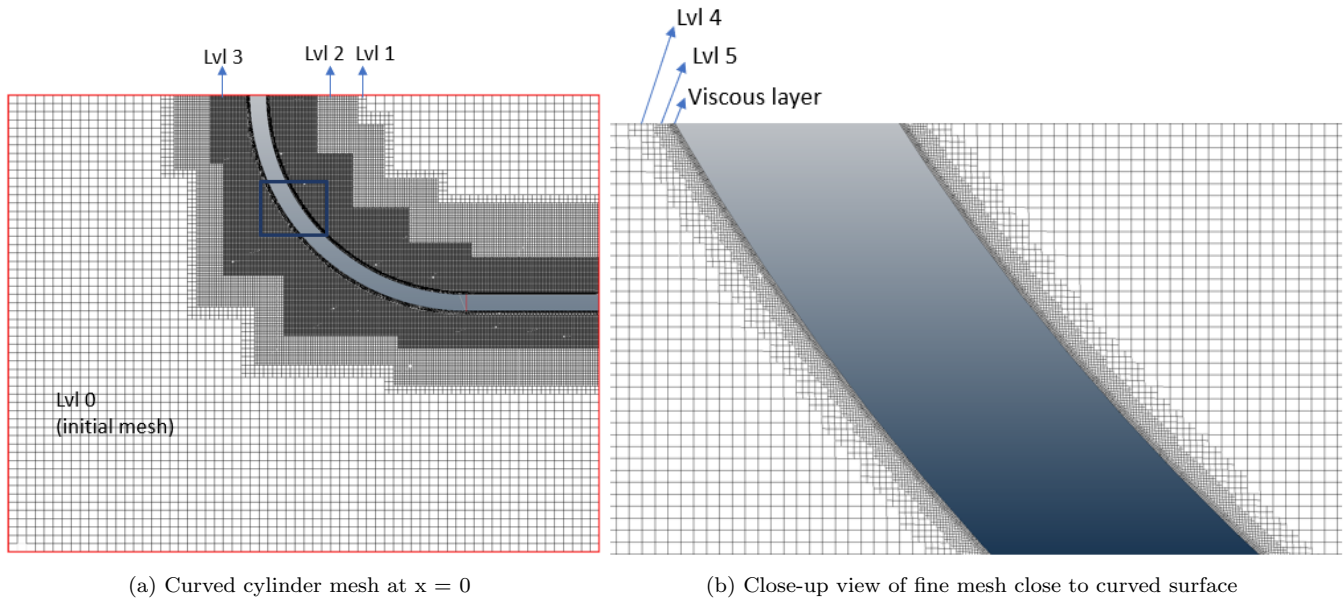 Lvl 3
Lvl 2
Lvl 1
Lvl 0
(initial mesh)
Lvl 4
Lvl 5
Viscous layer
(a) Curved cylinder mesh at x = 0
(b) Close-up view of fine mesh close to curved surface